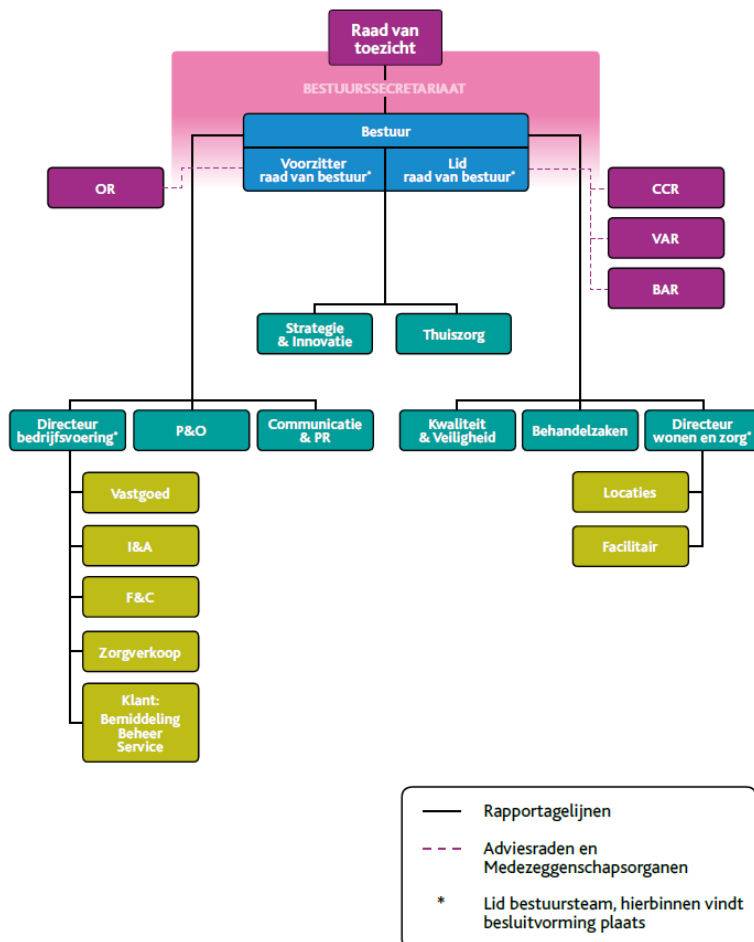 Raad van
toezicht
BESTUURSSECRETARIAAT
Bestuur
Voorzitter
raad van bestuur*
Lid
raad van bestuur*
OR
CCR
VAR
BAR
Strategie
& Innovatie
Thuiszorg
Directeur
bedrijfsvoering*
P&O
Communicatie
& PR
Kwaliteit
& Veiligheid
Behandelzaken
Directeur
wonen en zorg*
Vastgoed
I&A
F&C
Zorgverkoop
Klant:
Bemiddeling
Beheer
Service
Locaties
Facilitair
Rapportagelijnen
Adviesraden en
Medezeggenschapsorganen
* Lid bestuursteam, hierbinnen vindt
besluitvorming plaats